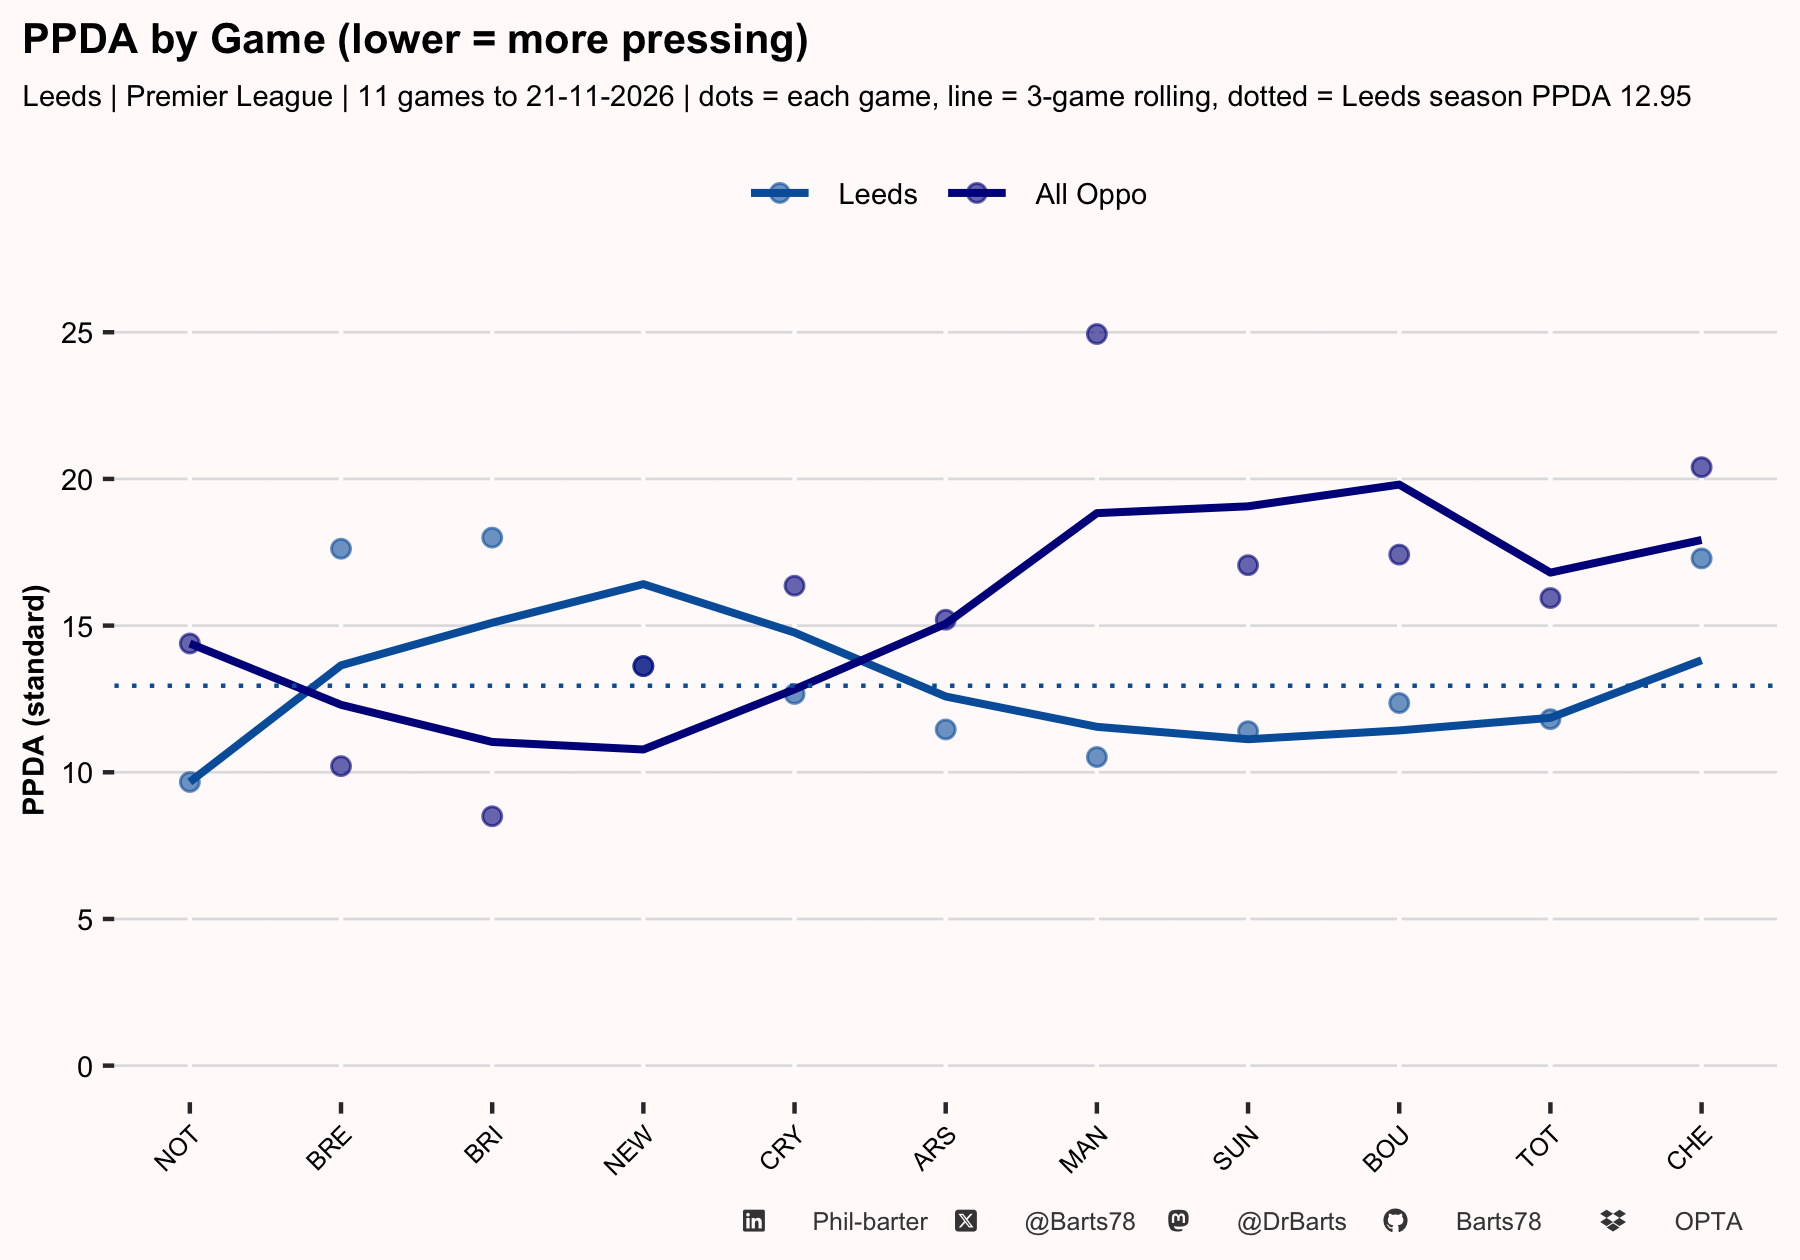 PPDA by Game (lower = more pressing)
Leeds | Premier League | 11 games to 21-11-2026 | dots = each game, line = 3-game rolling, dotted = Leeds season PPDA 12.95
Leeds All Oppo
PPDA (standard)
25
20
15
10
5
0
NOT BRE BRI NEW CRY ARS MAN SUN BOU TOT CHE
Phil-barter @Barts78 @DrBarts Barts78 OPTA